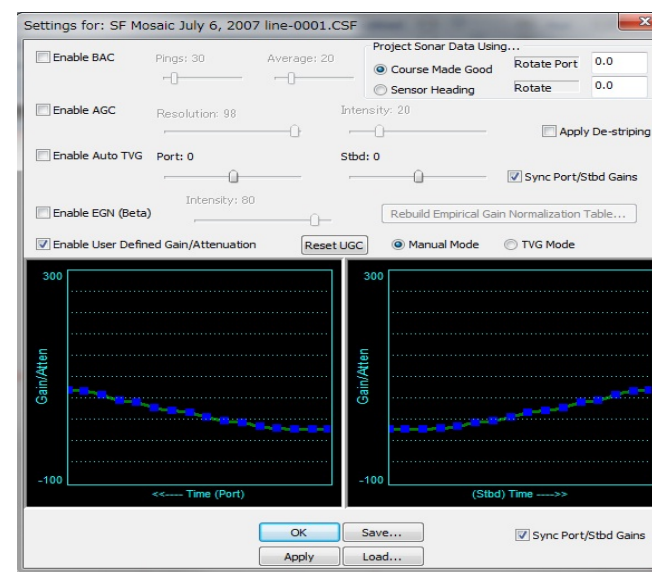 Settings for: SF Mosaic July 6, 2007 line-0001.CSF
Enable BAC
Pings: 30
Average: 20
Project Sonar Data Using...
Course Made Good
Rotate Port
0.0
Sensor Heading
Rotate
0.0
Enable AGC
Resolution: 98
Intensity: 20
Apply De-striping
Enable Auto TVG
Port: 0
Stbd: 0
Sync Port/Stbd Gains
Enable EGN (Beta)
Intensity: 80
Rebuild Empirical Gain Normalization Table...
Enable User Defined Gain/Attenuation
Reset UGC
Manual Mode
TVG Mode
300
Gain/Atten
-100
<<---- Time (Port)
300
Gain/Atten
-100
(Stbd) Time ---->>
OK
Save...
Sync Port/Stbd Gains
Apply
Load...